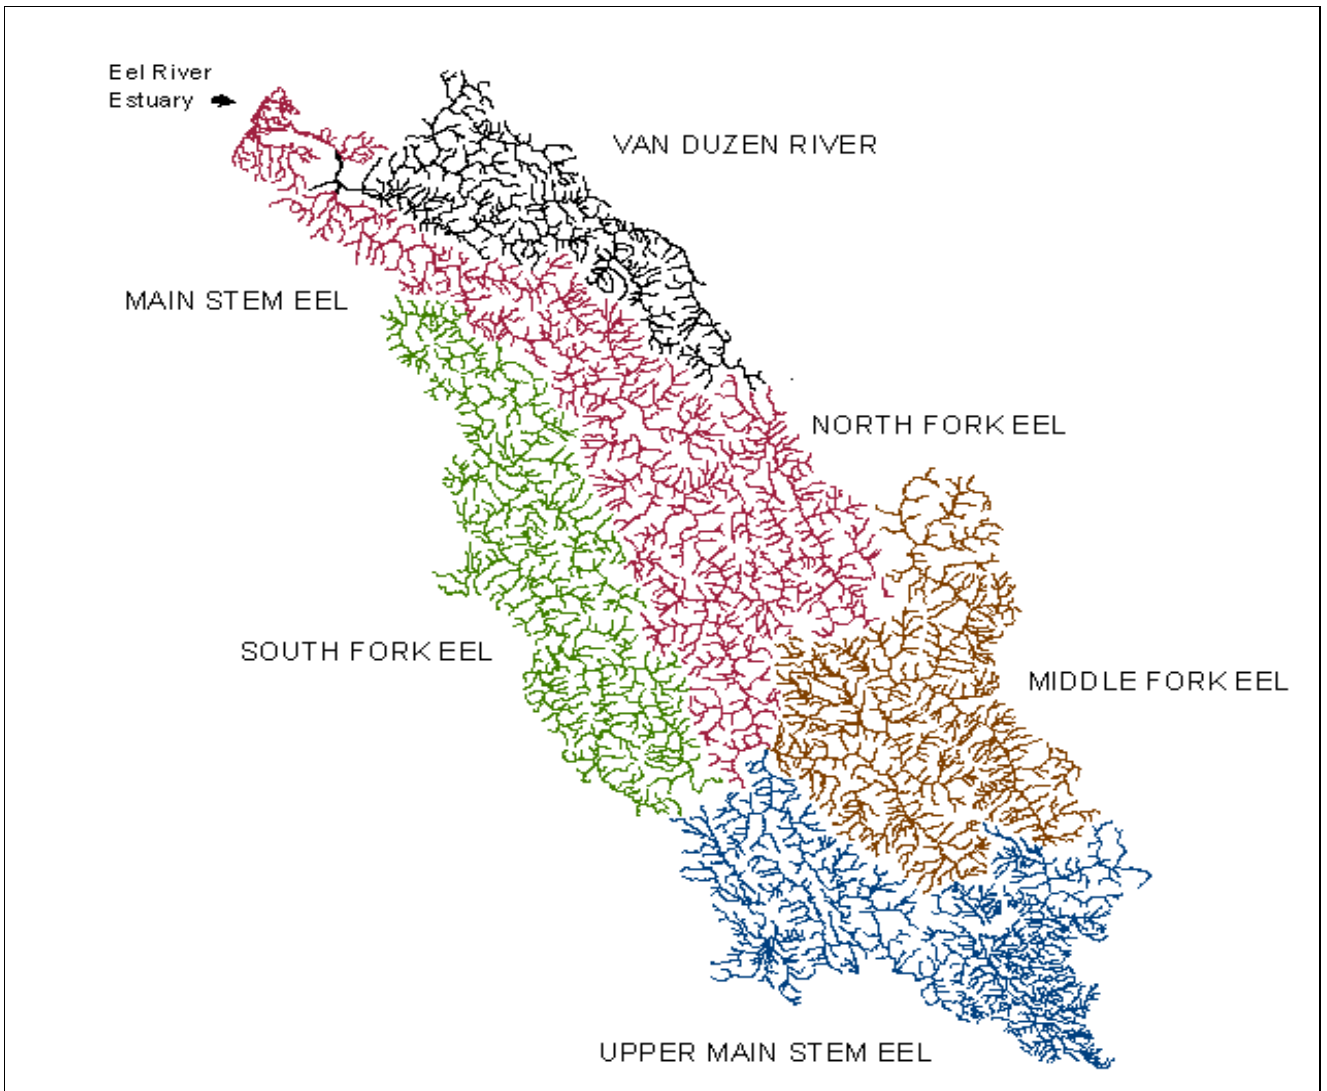 Eel River
Estuary
VAN DUZEN RIVER
MAIN STEM EEL
NORTH FORK EEL
SOUTH FORK EEL
MIDDLE FORK EEL
UPPER MAIN STEM EEL